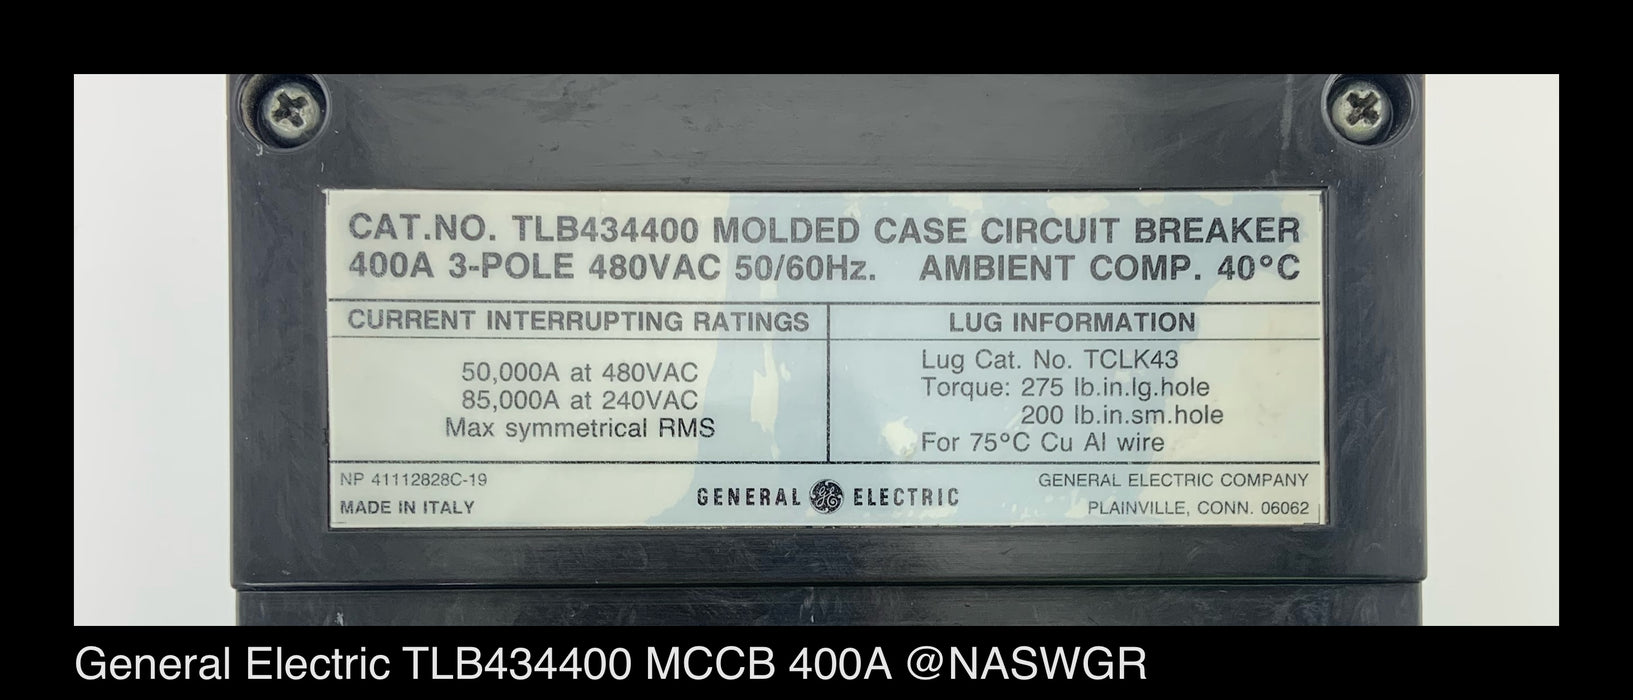 CAT.NO. TLB434400 MOLDED CASE CIRCUIT BREAKER
400A 3-POLE 480VAC 50/60Hz. AMBIENT COMP. 40°C
CURRENT INTERRUPTING RATINGS
50,000A at 480VAC
85,000A at 240VAC
Max symmetrical RMS
LUG INFORMATION
Lug Cat. No. TCLK43
Torque: 275 lb.in.lg.hole
200 lb.in.sm.hole
For 75°C Cu Al wire
NP 41112828C-19
MADE IN ITALY
GENERAL GE ELECTRIC
GENERAL ELECTRIC COMPANY
PLAINVILLE, CONN. 06062
General Electric TLB434400 MCCB 400A @NASWGR